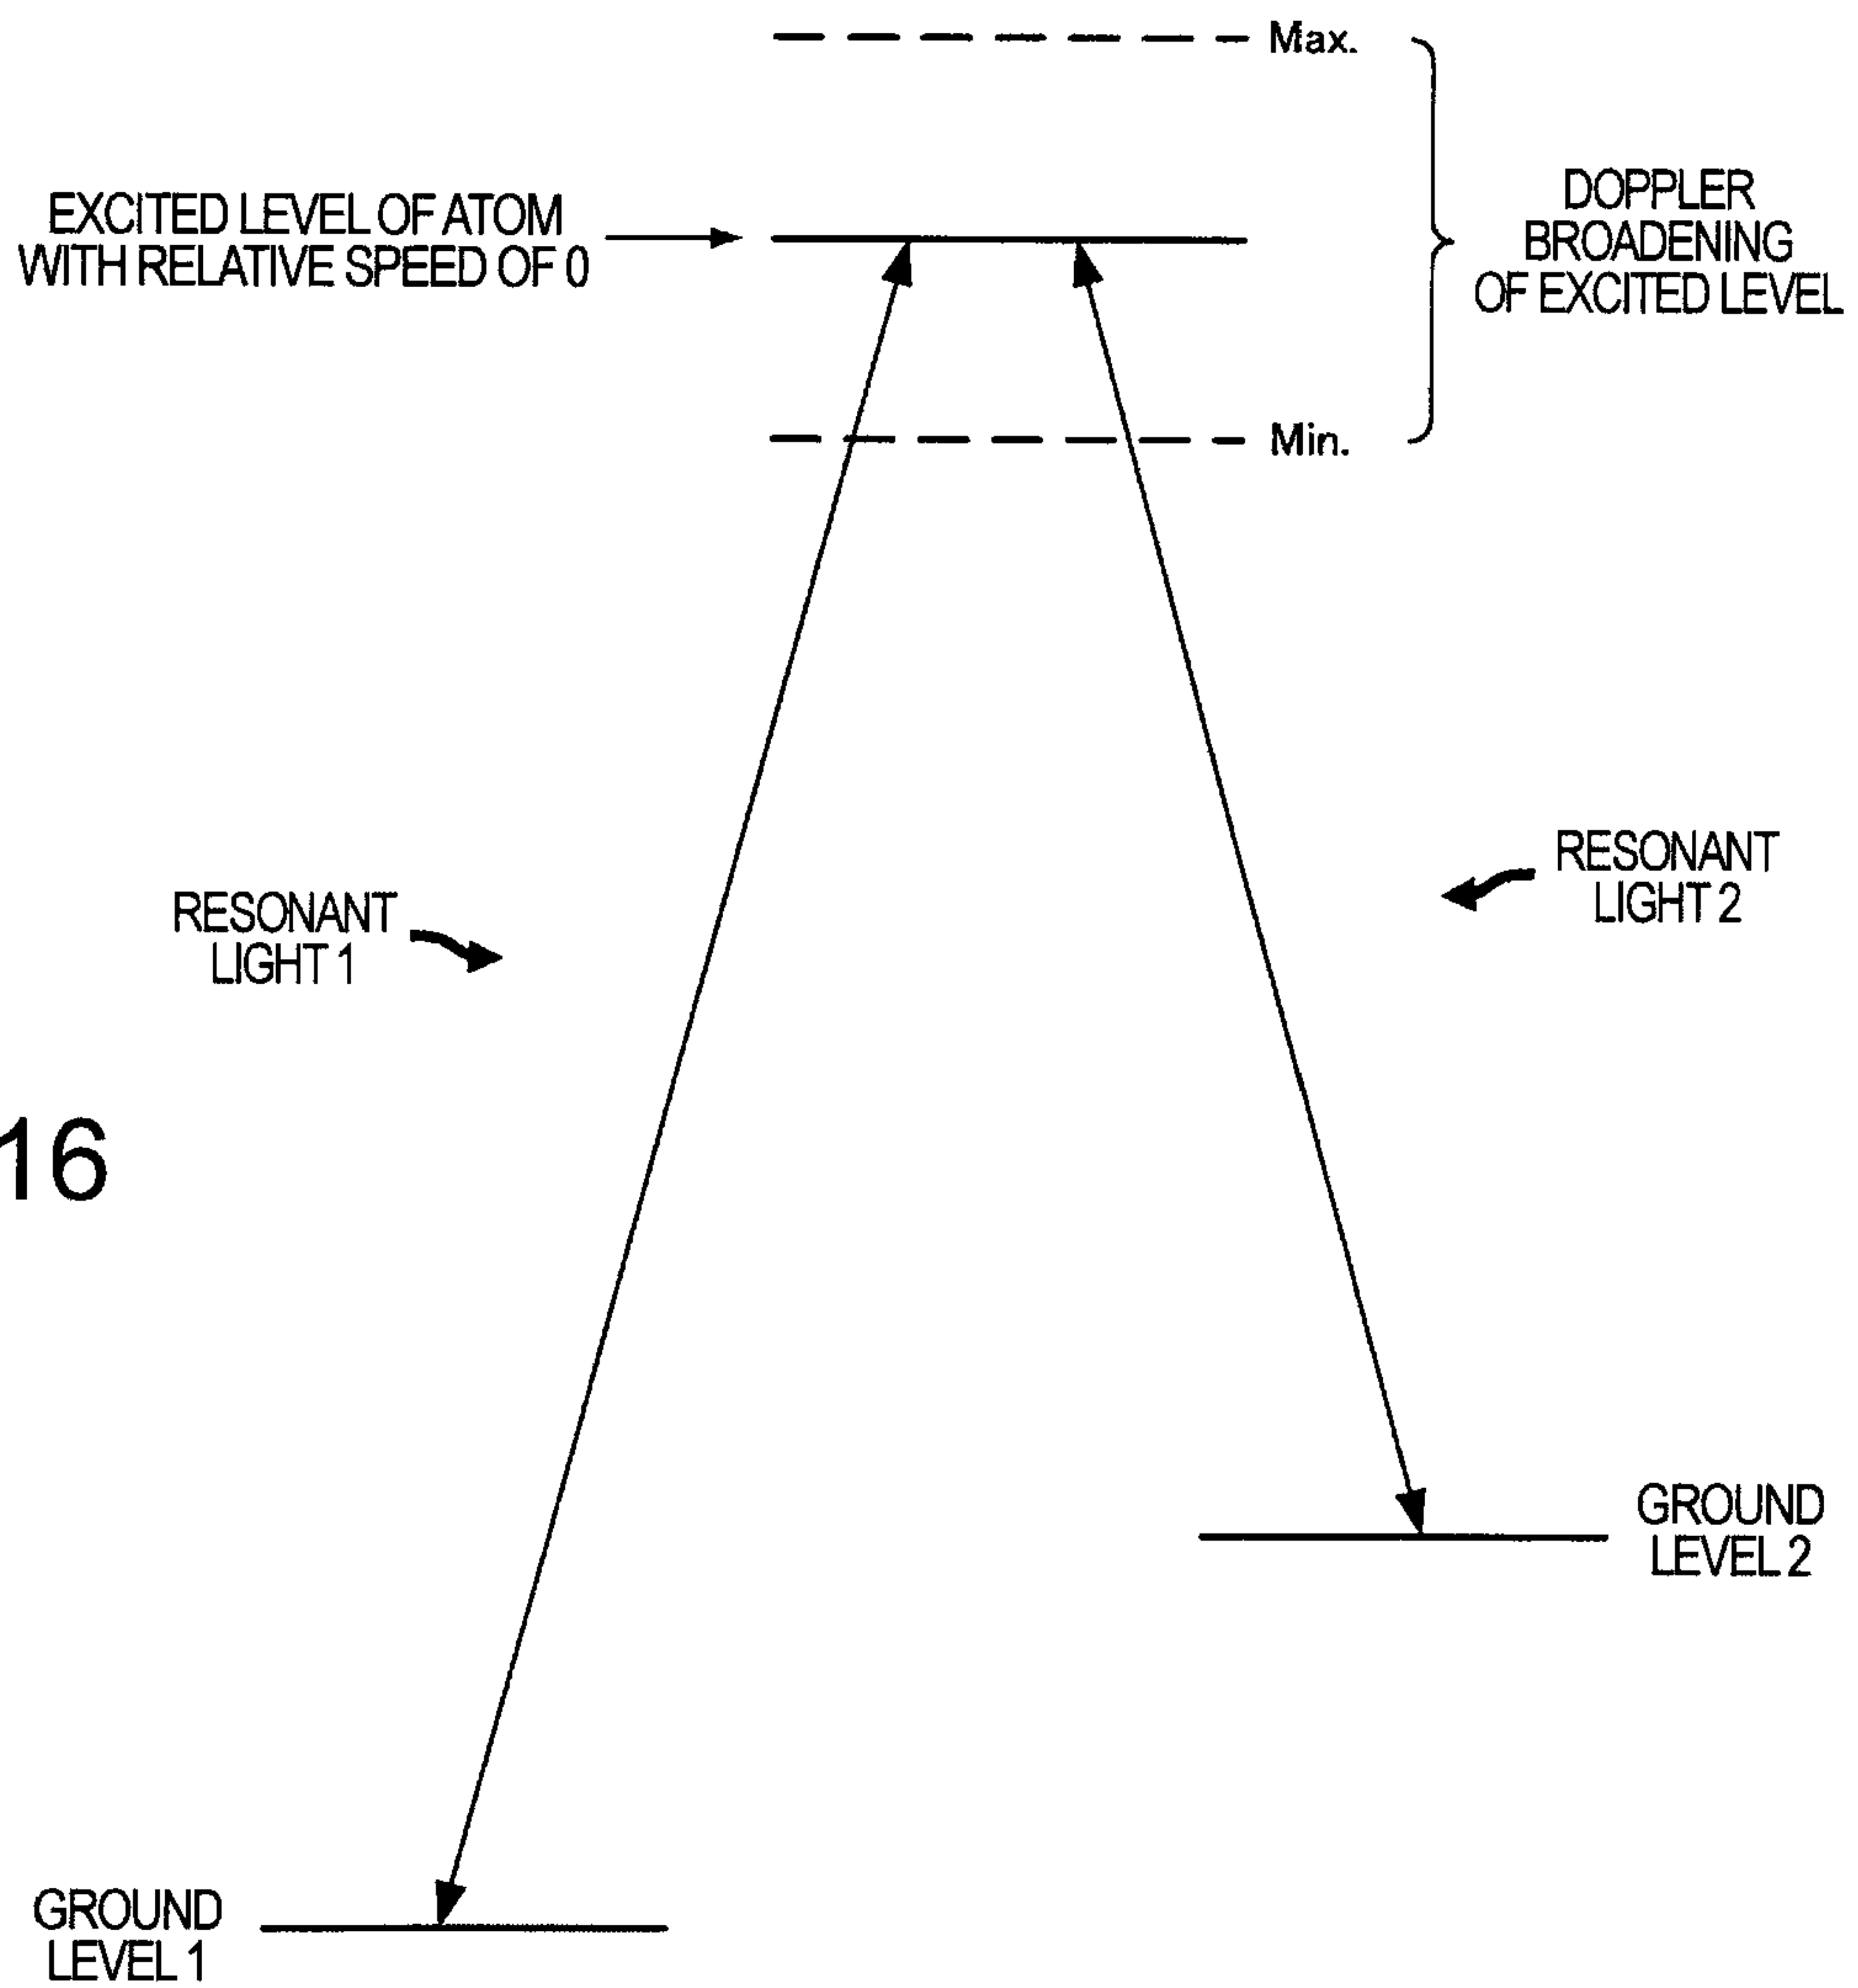 Max.
EXCITED LEVEL OF ATOM
WITH RELATIVE SPEED OF 0
DOPPLER
BROADENING
OF EXCITED LEVEL
Min.
RESONANT
LIGHT 2
RESONANT
LIGHT 1
16
GROUND
LEVEL 2
GROUND
LEVEL 1